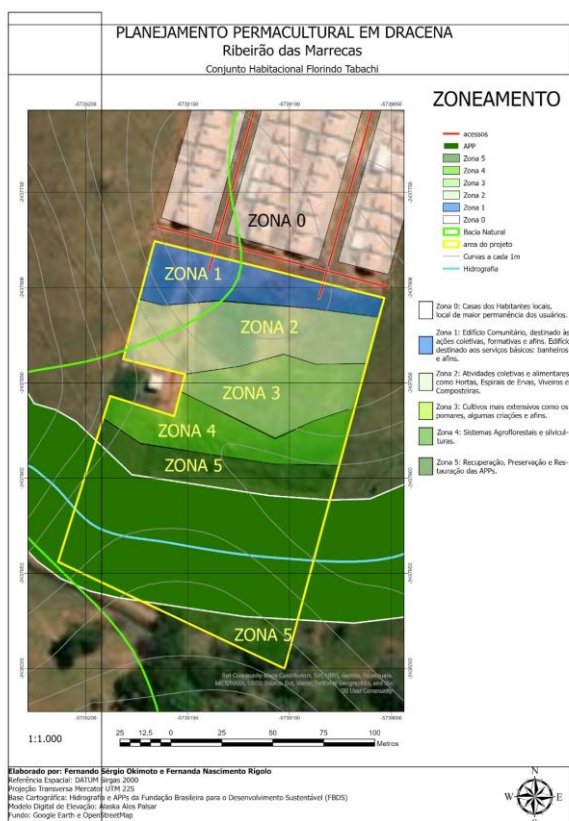 PLANEJAMENTO PERMACULTURAL EM DRACENA
Ribeirão das Marrecas
Conjunto Habitacional Florindo Tabachi
ZONEAMENTO
acessos
APP
Zona 5
Zona 4
Zona 3
Zona 2
Zona 1
Zona 0
Bacia Natural
area do projeto
Curvas a cada 1m
Hidrografia
Zona 0: Casas dos Habitantes locais,
local de maior permanência dos usuários.
Zona 1: Edifício Comunitário, destinado às
ações coletivas, formativas e afins. Edifício
destinado aos serviços básicos: banheiros
e afins.
Zona 2: Atividades coletivas e alimentares
como Hortas, Espirais de Ervas, Viveiros e
Composteiras.
Zona 3: Cultivos mais extensivos como os
pomares, algumas criações e afins.
Zona 4: Sistemas Agroflorestais e silvicul-
turas.
Zona 5: Recuperação, Preservação e Res-
tauração das APPs.
ZONA 0
ZONA 1
ZONA 2
ZONA 3
ZONA 4
ZONA 5
ZONA 5
1:1.000
25 12,5 0 25 50 75 100
Metros
Elaborado por: Fernando Sérgio Okimoto e Fernanda Nascimento Rigolo
Referência Espacial: DATUM Sirgas 2000
Projeção Transversa Mercator UTM 22S
Base Cartográfica: Hidrografia e APPs da Fundação Brasileira para o Desenvolvimento Sustentável (FBDS)
Modelo Digital de Elevação: Alaska Alos Palsar
Fundo: Google Earth e OpenStreetMap
N
W
E
S